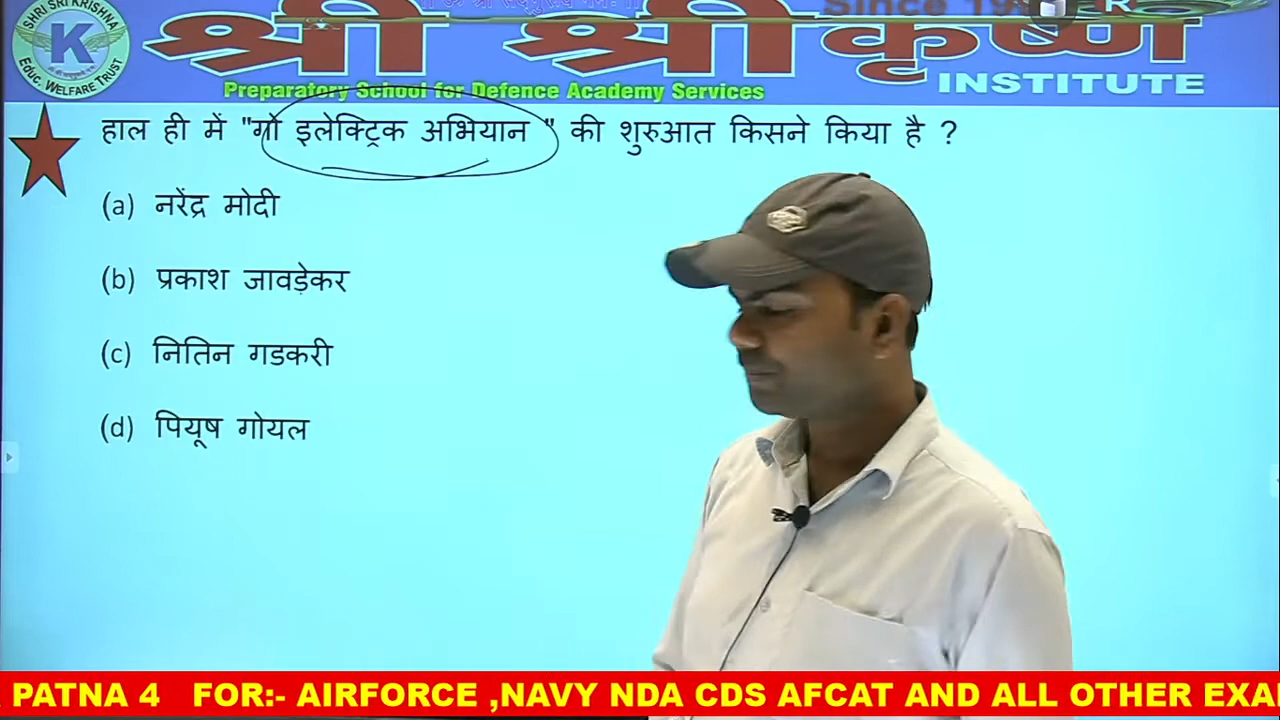 Since
SHRI SRI KRISHNA
K
Educ. WELFARE TRUST
श्री श्री कृष्ण
INSTITUTE
Preparatory School for Defence Academy Services
हाल ही में "गो इलेक्ट्रिक अभियान " की शुरुआत किसने किया है ?
(a) नरेंद्र मोदी
(b) प्रकाश जावड़ेकर
(c) नितिन गडकरी
(d) पियूष गोयल
PATNA 4 FOR:- AIRFORCE ,NAVY NDA CDS AFCAT AND ALL OTHER EXA